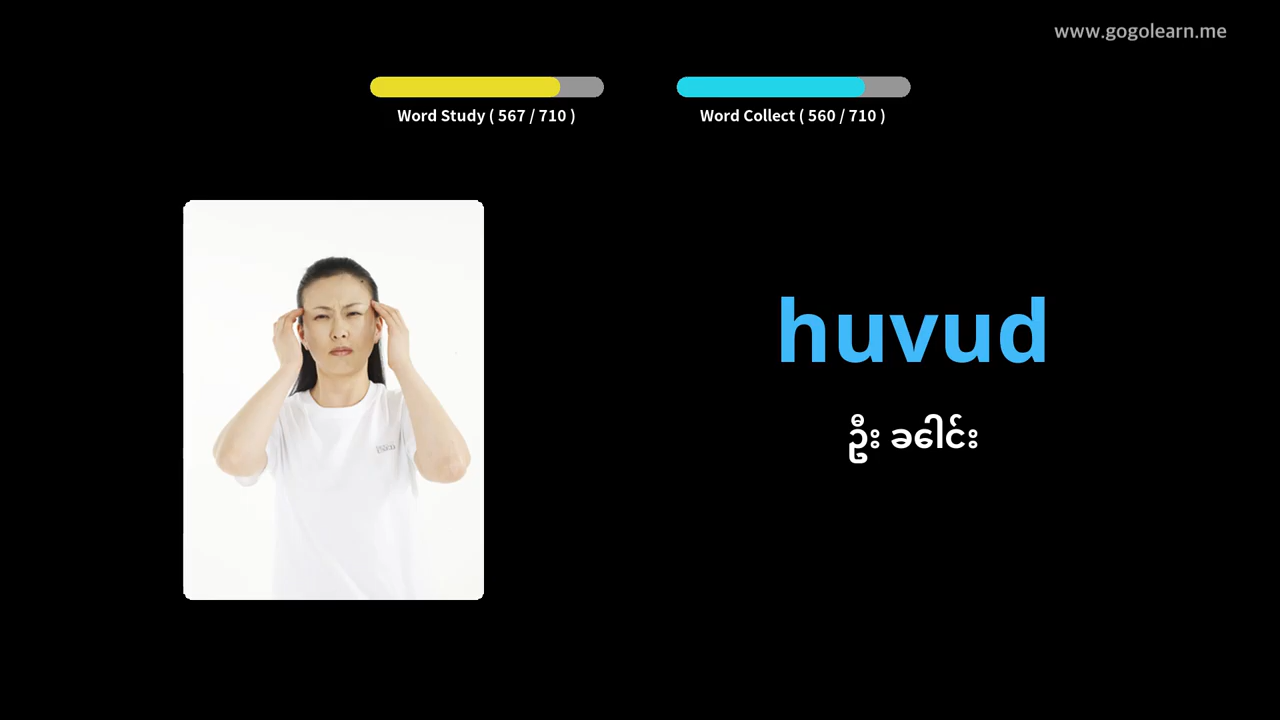 www.gogolearn.me
Word Study ( 567 / 710 )
Word Collect ( 560 / 710 )
huvud
ဦး ခေါင်း